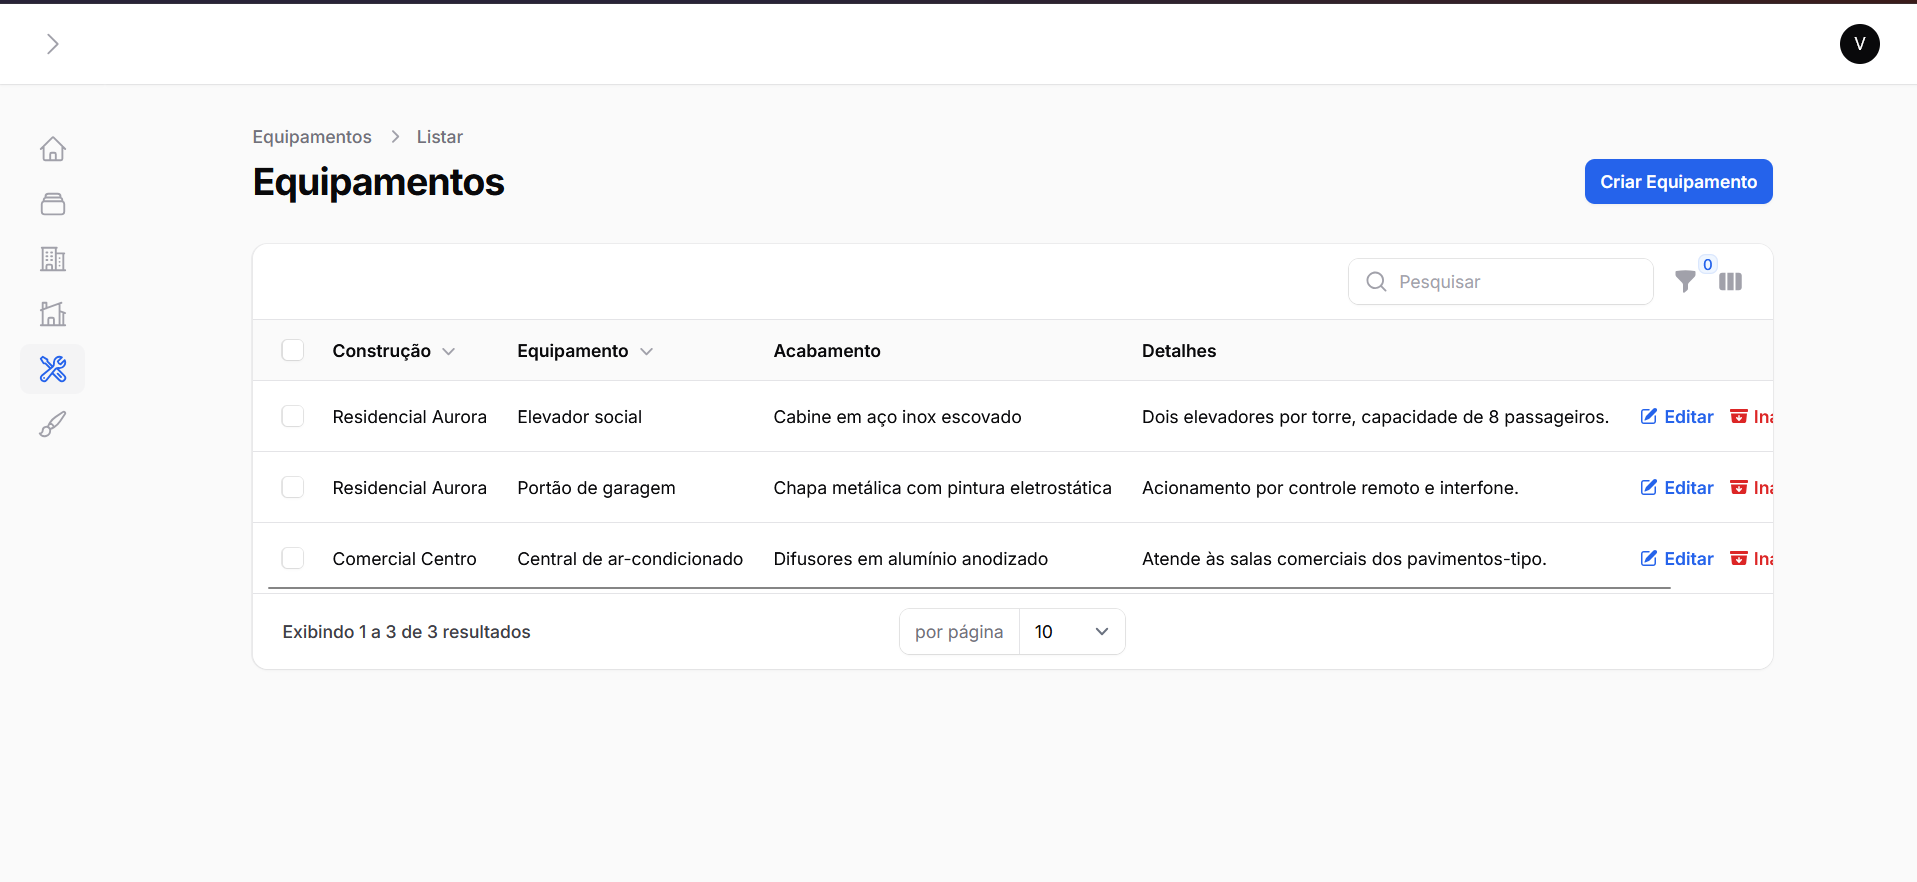 V
Equipamentos > Listar
Equipamentos
Criar Equipamento
Pesquisar
0
Construção Equipamento Acabamento Detalhes
Residencial Aurora Elevador social Cabine em aço inox escovado Dois elevadores por torre, capacidade de 8 passageiros. Editar
Residencial Aurora Portão de garagem Chapa metálica com pintura eletrostática Acionamento por controle remoto e interfone. Editar
Comercial Centro Central de ar-condicionado Difusores em alumínio anodizado Atende às salas comerciais dos pavimentos-tipo. Editar
Exibindo 1 a 3 de 3 resultados por página 10